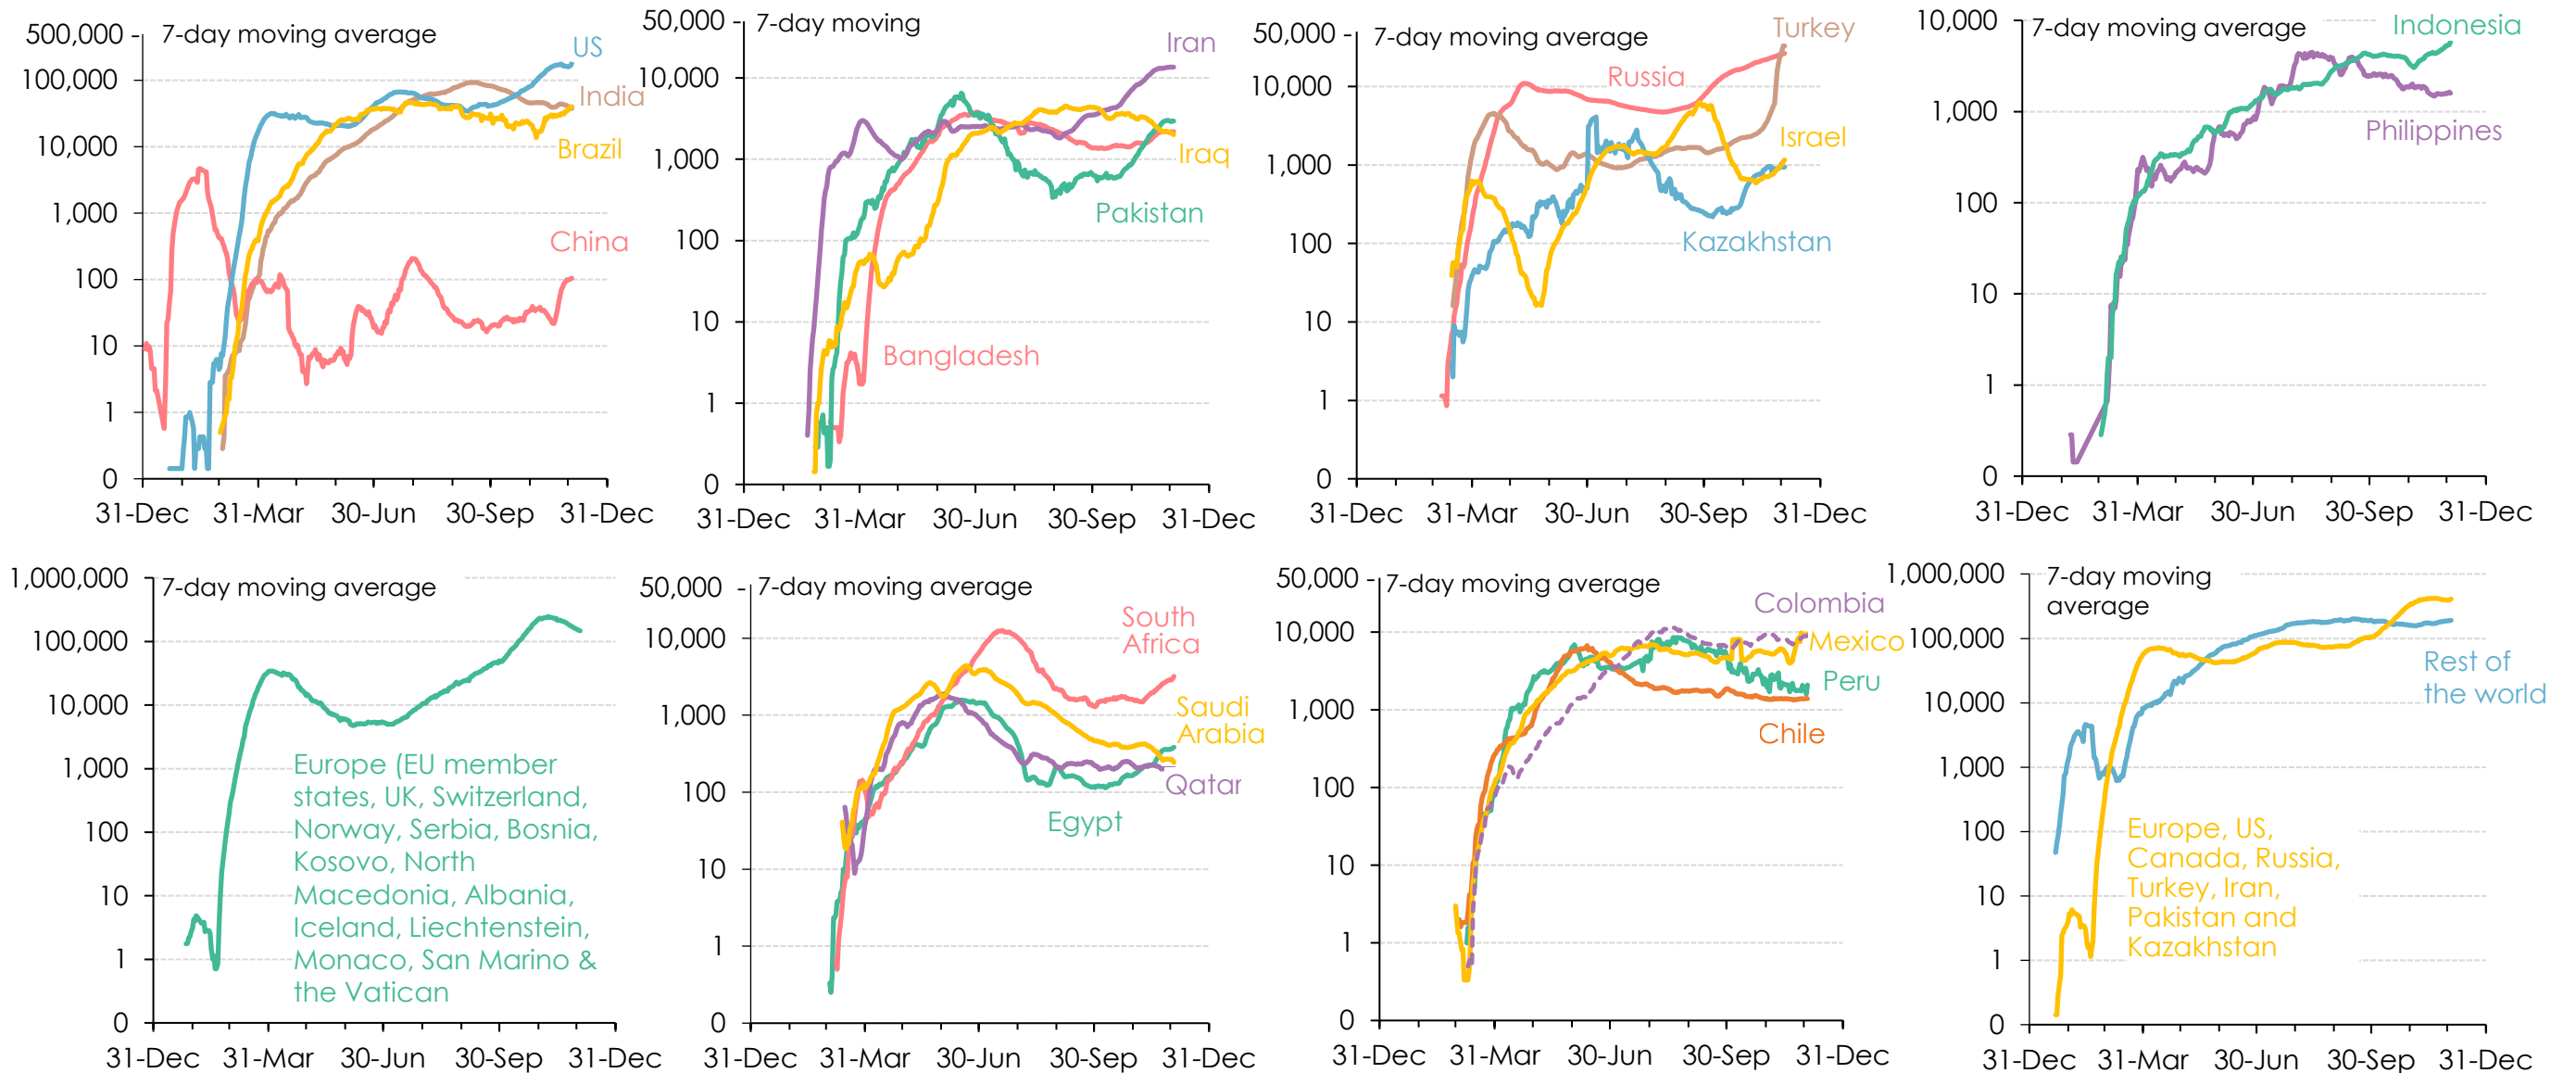 500,000
7-day moving average
US
100,000
India
10,000
Brazil
1,000
China
100
10
1
0
31-Dec
31-Mar
30-Jun
30-Sep
31-Dec
50,000
7-day moving
Iran
10,000
1,000
Iraq
Pakistan
100
10
Bangladesh
1
0
31-Dec
31-Mar
30-Jun
30-Sep
31-Dec
50,000
7-day moving average
Turkey
Russia
10,000
Israel
1,000
Kazakhstan
100
10
1
0
31-Dec
31-Mar
30-Jun
30-Sep
31-Dec
10,000
7-day moving average
Indonesia
1,000
Philippines
100
10
1
0
31-Dec
31-Mar
30-Jun
30-Sep
31-Dec
1,000,000
7-day moving average
100,000
10,000
1,000
100
10
1
0
Europe (EU member
states, UK, Switzerland,
Norway, Serbia, Bosnia,
Kosovo, North
Macedonia, Albania,
Iceland, Liechtenstein,
Monaco, San Marino &
the Vatican
31-Dec
31-Mar
30-Jun
30-Sep
31-Dec
50,000
7-day moving average
South
Africa
10,000
Saudi
Arabia
1,000
Qatar
100
Egypt
10
1
0
31-Dec
31-Mar
30-Jun
30-Sep
31-Dec
50,000
7-day moving average
Colombia
10,000
Mexico
Peru
1,000
Chile
100
10
1
0
31-Dec
31-Mar
30-Jun
30-Sep
31-Dec
1,000,000
7-day moving
average
100,000
Rest of
the world
10,000
1,000
100
10
1
0
Europe, US,
Canada, Russia,
Turkey, Iran,
Pakistan and
Kazakhstan
31-Dec
31-Mar
30-Jun
30-Sep
31-Dec